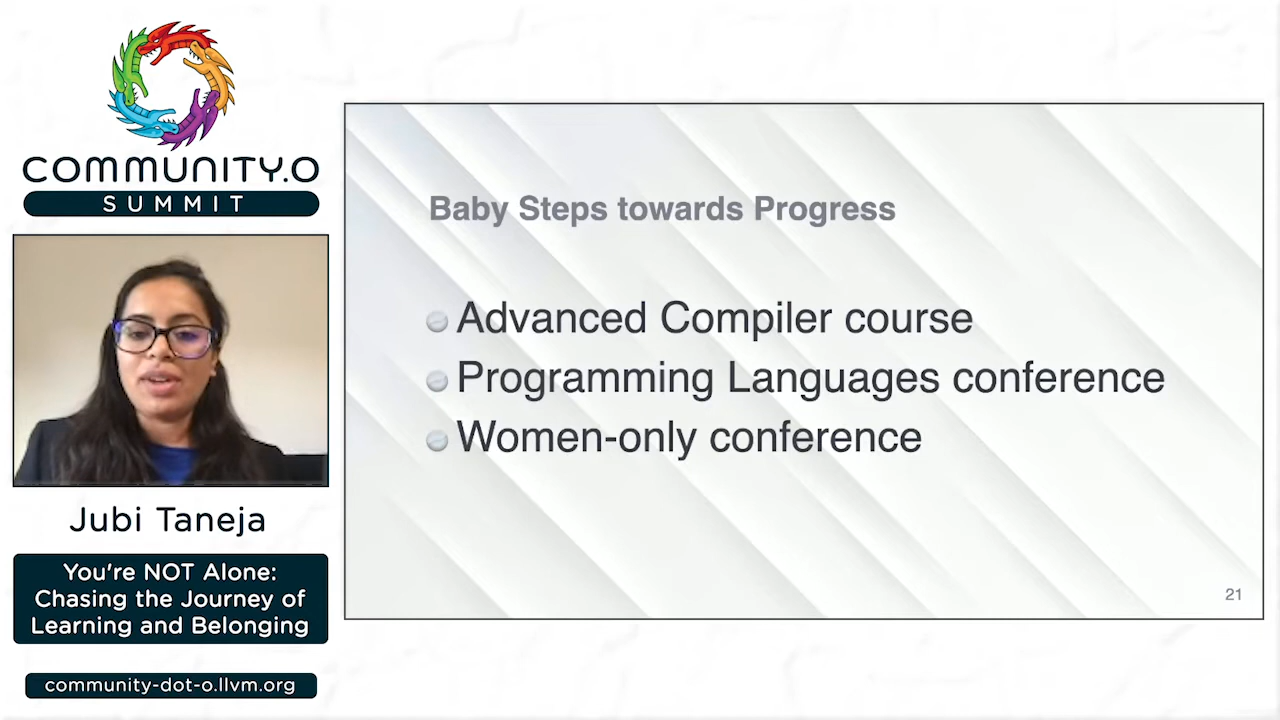 COMMUNITY.O
SUMMIT
Jubi Taneja
You're NOT Alone:
Chasing the Journey of
Learning and Belonging
community-dot-o.llvm.org
Baby Steps towards Progress
Advanced Compiler course
Programming Languages conference
Women-only conference
21